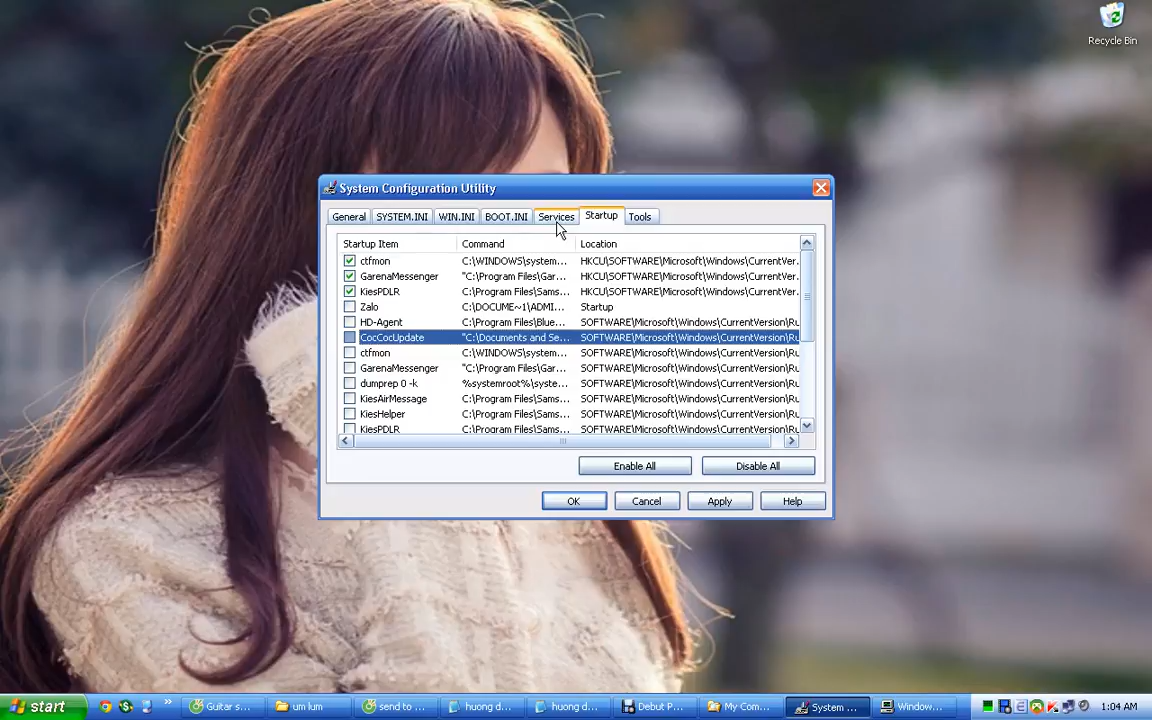 Recycle Bin
System Configuration Utility
General SYSTEM.INI WIN.INI BOOT.INI Services Startup Tools
Startup Item Command Location
ctfmon C:\WINDOWS\system... HKCU\SOFTWARE\Microsoft\Windows\CurrentVer.
GarenaMessenger "C:\Program Files\Gar... HKCU\SOFTWARE\Microsoft\Windows\CurrentVer.
KiesPDLR C:\Program Files\Sams... HKCU\SOFTWARE\Microsoft\Windows\CurrentVer.
Zalo C:\DOCUME~1\ADMI... Startup
HD-Agent C:\Program Files\Blue... SOFTWARE\Microsoft\Windows\CurrentVersion\Ru
CocCocUpdate "C:\Documents and Se... SOFTWARE\Microsoft\Windows\CurrentVersion\Ru
ctfmon C:\WINDOWS\system... SOFTWARE\Microsoft\Windows\CurrentVersion\Ru
GarenaMessenger "C:\Program Files\Gar... SOFTWARE\Microsoft\Windows\CurrentVersion\Ru
dumprep 0 -k %systemroot%\syste... SOFTWARE\Microsoft\Windows\CurrentVersion\Ru
KiesAirMessage C:\Program Files\Sams... SOFTWARE\Microsoft\Windows\CurrentVersion\Ru
KiesHelper C:\Program Files\Sams... SOFTWARE\Microsoft\Windows\CurrentVersion\Ru
KiesPDLR C:\Program Files\Sams... SOFTWARE\Microsoft\Windows\CurrentVersion\Ru
Enable All Disable All
OK Cancel Apply Help
start Guitar s... um lum send to ... huong d... huong d... Debut P... My Com... System ... Window... 1:04 AM